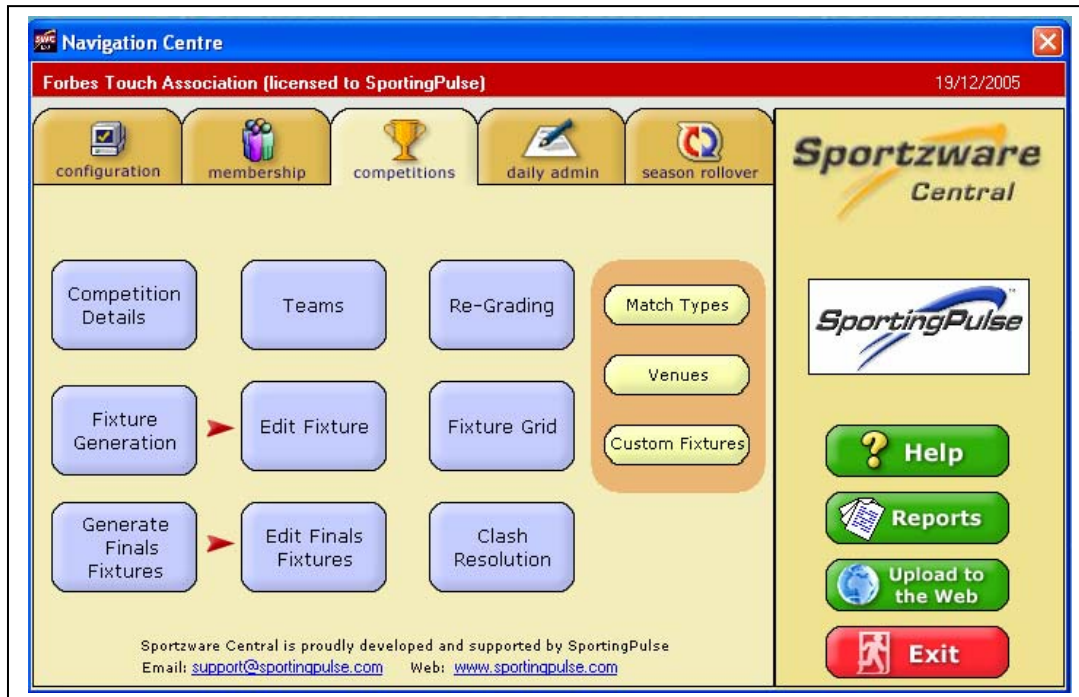 Navigation Centre
Forbes Touch Association (licensed to SportingPulse)
19/12/2005
configuration
membership
competitions
daily admin
season rollover
Sportzware
Central
Competition
Details
Teams
Re-Grading
Match Types
Venues
Custom Fixtures
SportingPulse
Fixture
Generation
Edit Fixture
Fixture Grid
Generate
Finals
Fixtures
Edit Finals
Fixtures
Clash
Resolution
Help
Reports
Upload to
the Web
Exit
Sportzware Central is proudly developed and supported by SportingPulse
Email: support@sportingpulse.com Web: www.sportingpulse.com